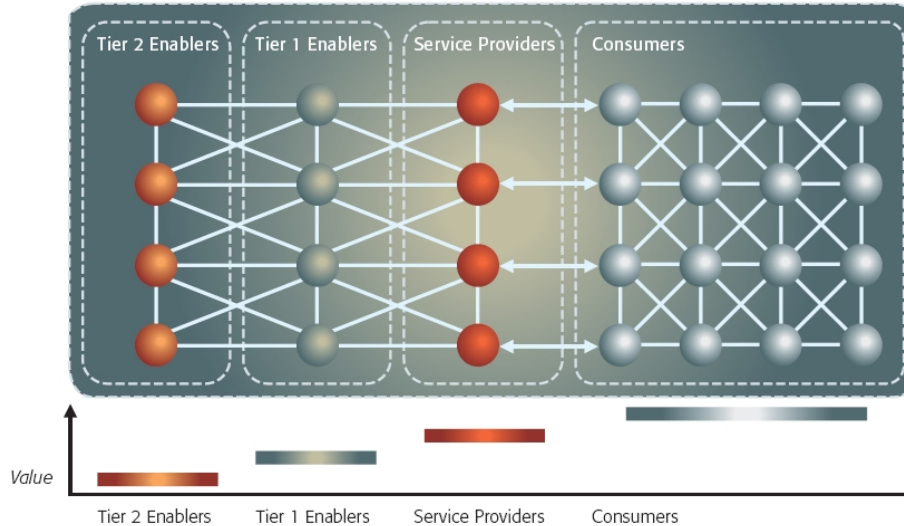 Tier 2 Enablers
Tier 1 Enablers
Service Providers
Consumers
Value
Tier 2 Enablers
Tier 1 Enablers
Service Providers
Consumers